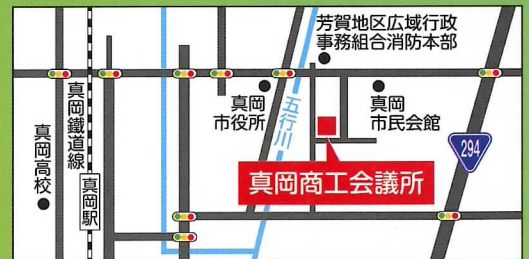 芳賀地区広域行政
事務組合消防本部
真岡鐵道線
真岡高校
真岡駅
真岡
市役所
五行川
真岡
市民会館
294
真岡商工会議所